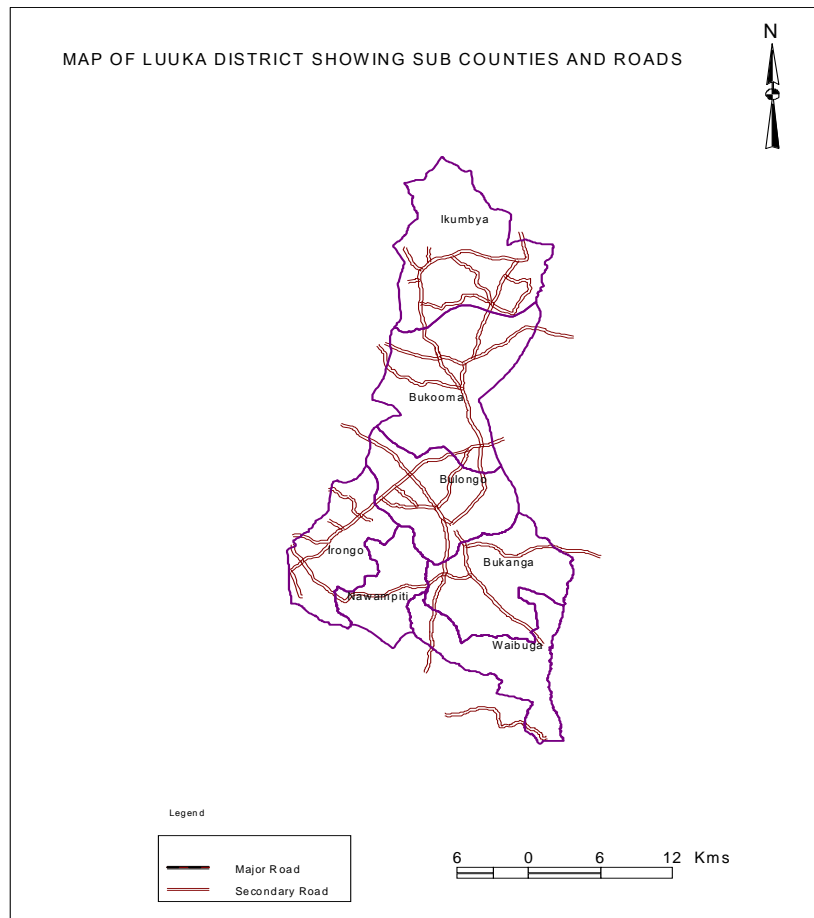 N
MAP OF LUUKA DISTRICT SHOWING SUB COUNTIES AND ROADS
Ikumbya
Bukooma
Bulongo
Irongo
Bukanga
Nawampiti
Waibuga
Legend
Major Road
Secondary Road
6 0 6 12 Kms